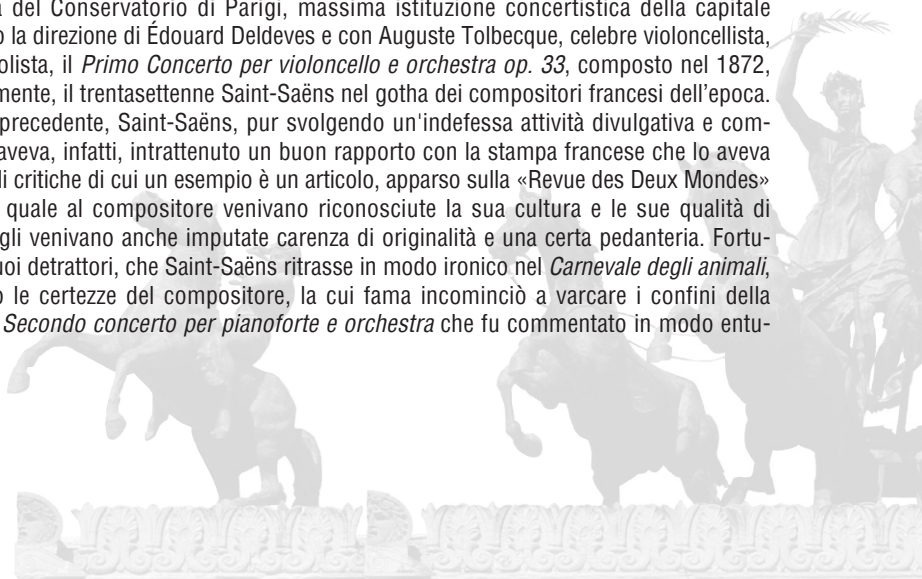 del Conservatorio di Parigi, massima istituzione concertistica della capitale
la direzione di Édouard Deldeves e con Auguste Tolbecque, celebre violoncellista,
il Primo Concerto per violoncello e orchestra op. 33, composto nel 1872,
il trentasettenne Saint-Saëns nel gotha dei compositori francesi dell’epoca.
precedente, Saint-Saëns, pur svolgendo un'indefessa attività divulgativa e com-
aveva, infatti, intrattenuto un buon rapporto con la stampa francese che lo aveva
di critiche di cui un esempio è un articolo, apparso sulla «Revue des Deux Mondes»
quale al compositore venivano riconosciute la sua cultura e le sue qualità di
gli venivano anche imputate carenza di originalità e una certa pedanteria. Fortu-
detrattori, che Saint-Saëns ritrasse in modo ironico nel Carnevale degli animali,
le certezze del compositore, la cui fama incominciò a varcare i confini della
Secondo concerto per pianoforte e orchestra che fu commentato in modo entu-